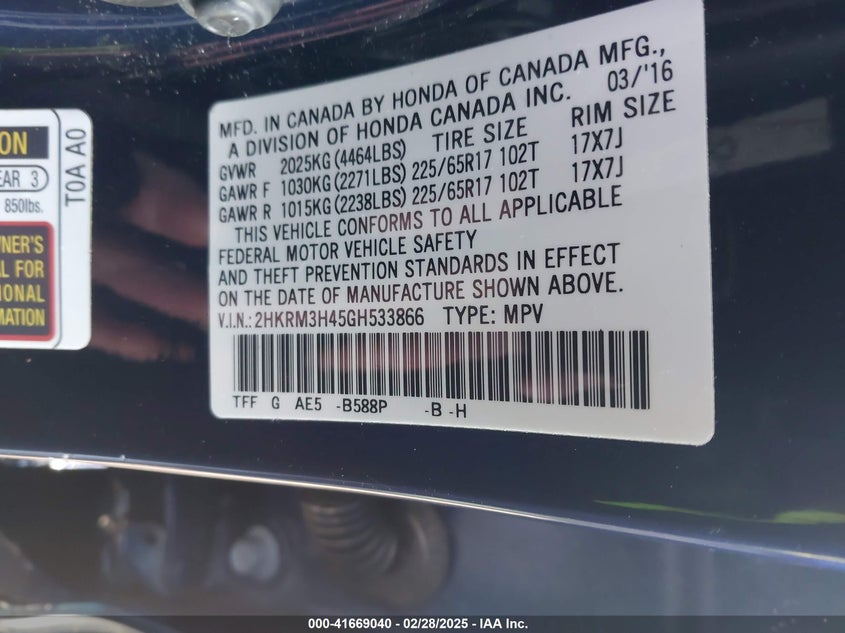 ON
EAR 3
850lbs.
NER'S
AL FOR
IONAL
MATION
T0A A0
MFD. IN CANADA BY HONDA OF CANADA MFG.,
A DIVISION OF HONDA CANADA INC. 03/'16
GVWR 2025KG (4464LBS) TIRE SIZE RIM SIZE
GAWR F 1030KG (2271LBS) 225/65R17 102T 17X7J
GAWR R 1015KG (2238LBS) 225/65R17 102T 17X7J
THIS VEHICLE CONFORMS TO ALL APPLICABLE
FEDERAL MOTOR VEHICLE SAFETY
AND THEFT PREVENTION STANDARDS IN EFFECT
ON THE DATE OF MANUFACTURE SHOWN ABOVE.
V.I.N.: 2HKRM3H45GH533866 TYPE: MPV
TFF G AE5 -B588P -B -H
000-41669040 - 02/28/2025 - IAA Inc.